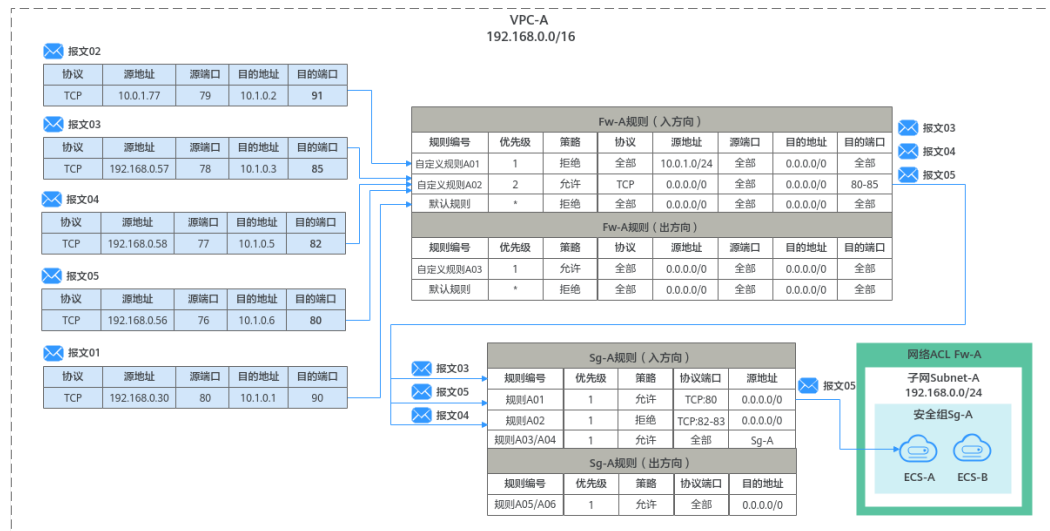 VPC-A
192.168.0.0/16
报文02
协议 源地址 源端口 目的地址 目的端口
TCP 10.0.1.77 79 10.1.0.2 91
报文03
协议 源地址 源端口 目的地址 目的端口
TCP 192.168.0.57 78 10.1.0.3 85
报文04
协议 源地址 源端口 目的地址 目的端口
TCP 192.168.0.58 77 10.1.0.5 82
报文05
协议 源地址 源端口 目的地址 目的端口
TCP 192.168.0.56 76 10.1.0.6 80
报文01
协议 源地址 源端口 目的地址 目的端口
TCP 192.168.0.30 80 10.1.0.1 90
Fw-A规则（入方向）
规则编号 优先级 策略 协议 源地址 源端口 目的地址 目的端口
自定义规则A01 1 拒绝 全部 10.0.1.0/24 全部 0.0.0.0/0 全部
自定义规则A02 2 允许 TCP 0.0.0.0/0 全部 0.0.0.0/0 80-85
默认规则 * 拒绝 全部 0.0.0.0/0 全部 0.0.0.0/0 全部
Fw-A规则（出方向）
规则编号 优先级 策略 协议 源地址 源端口 目的地址 目的端口
自定义规则A03 1 允许 全部 0.0.0.0/0 全部 0.0.0.0/0 全部
默认规则 * 拒绝 全部 0.0.0.0/0 全部 0.0.0.0/0 全部
报文03
报文04
报文05
报文03
报文05
报文04
Sg-A规则（入方向）
规则编号 优先级 策略 协议端口 源地址
规则A01 1 允许 TCP:80 0.0.0.0/0
规则A02 1 拒绝 TCP:82-83 0.0.0.0/0
规则A03/A04 1 允许 全部 Sg-A
Sg-A规则（出方向）
规则编号 优先级 策略 协议端口 目的地址
规则A05/A06 1 允许 全部 0.0.0.0/0
报文05
网络ACL Fw-A
子网Subnet-A
192.168.0.0/24
安全组Sg-A
ECS-A ECS-B